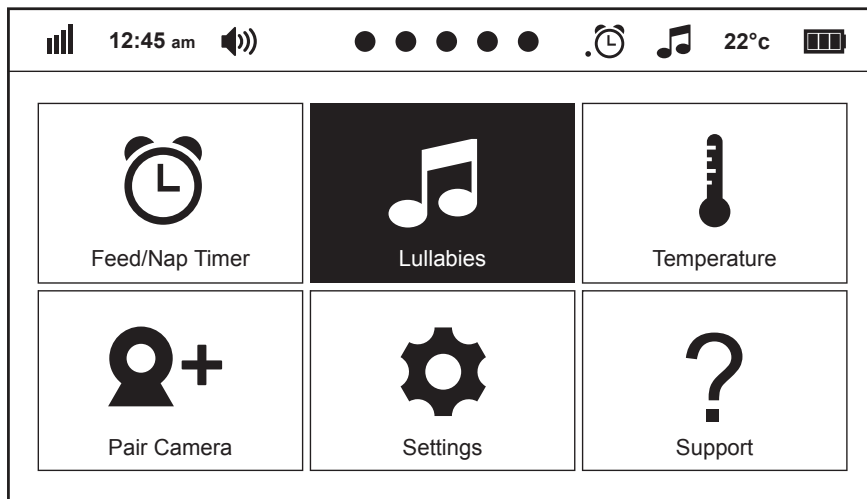 12:45 am 22°c
Feed/Nap Timer Lullabies Temperature
Pair Camera Settings Support